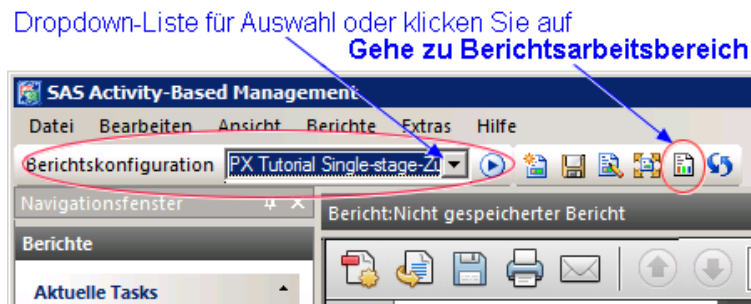 Dropdown-Liste für Auswahl oder klicken Sie auf
Gehe zu Berichtsarbeitsbereich
SAS Activity-Based Management
Datei Bearbeiten Ansicht Berichte Extras Hilfe
Berichtskonfiguration PX Tutorial Single-stage-Zu
Navigationsfenster
Bericht:Nicht gespeicherter Bericht
Berichte
Aktuelle Tasks